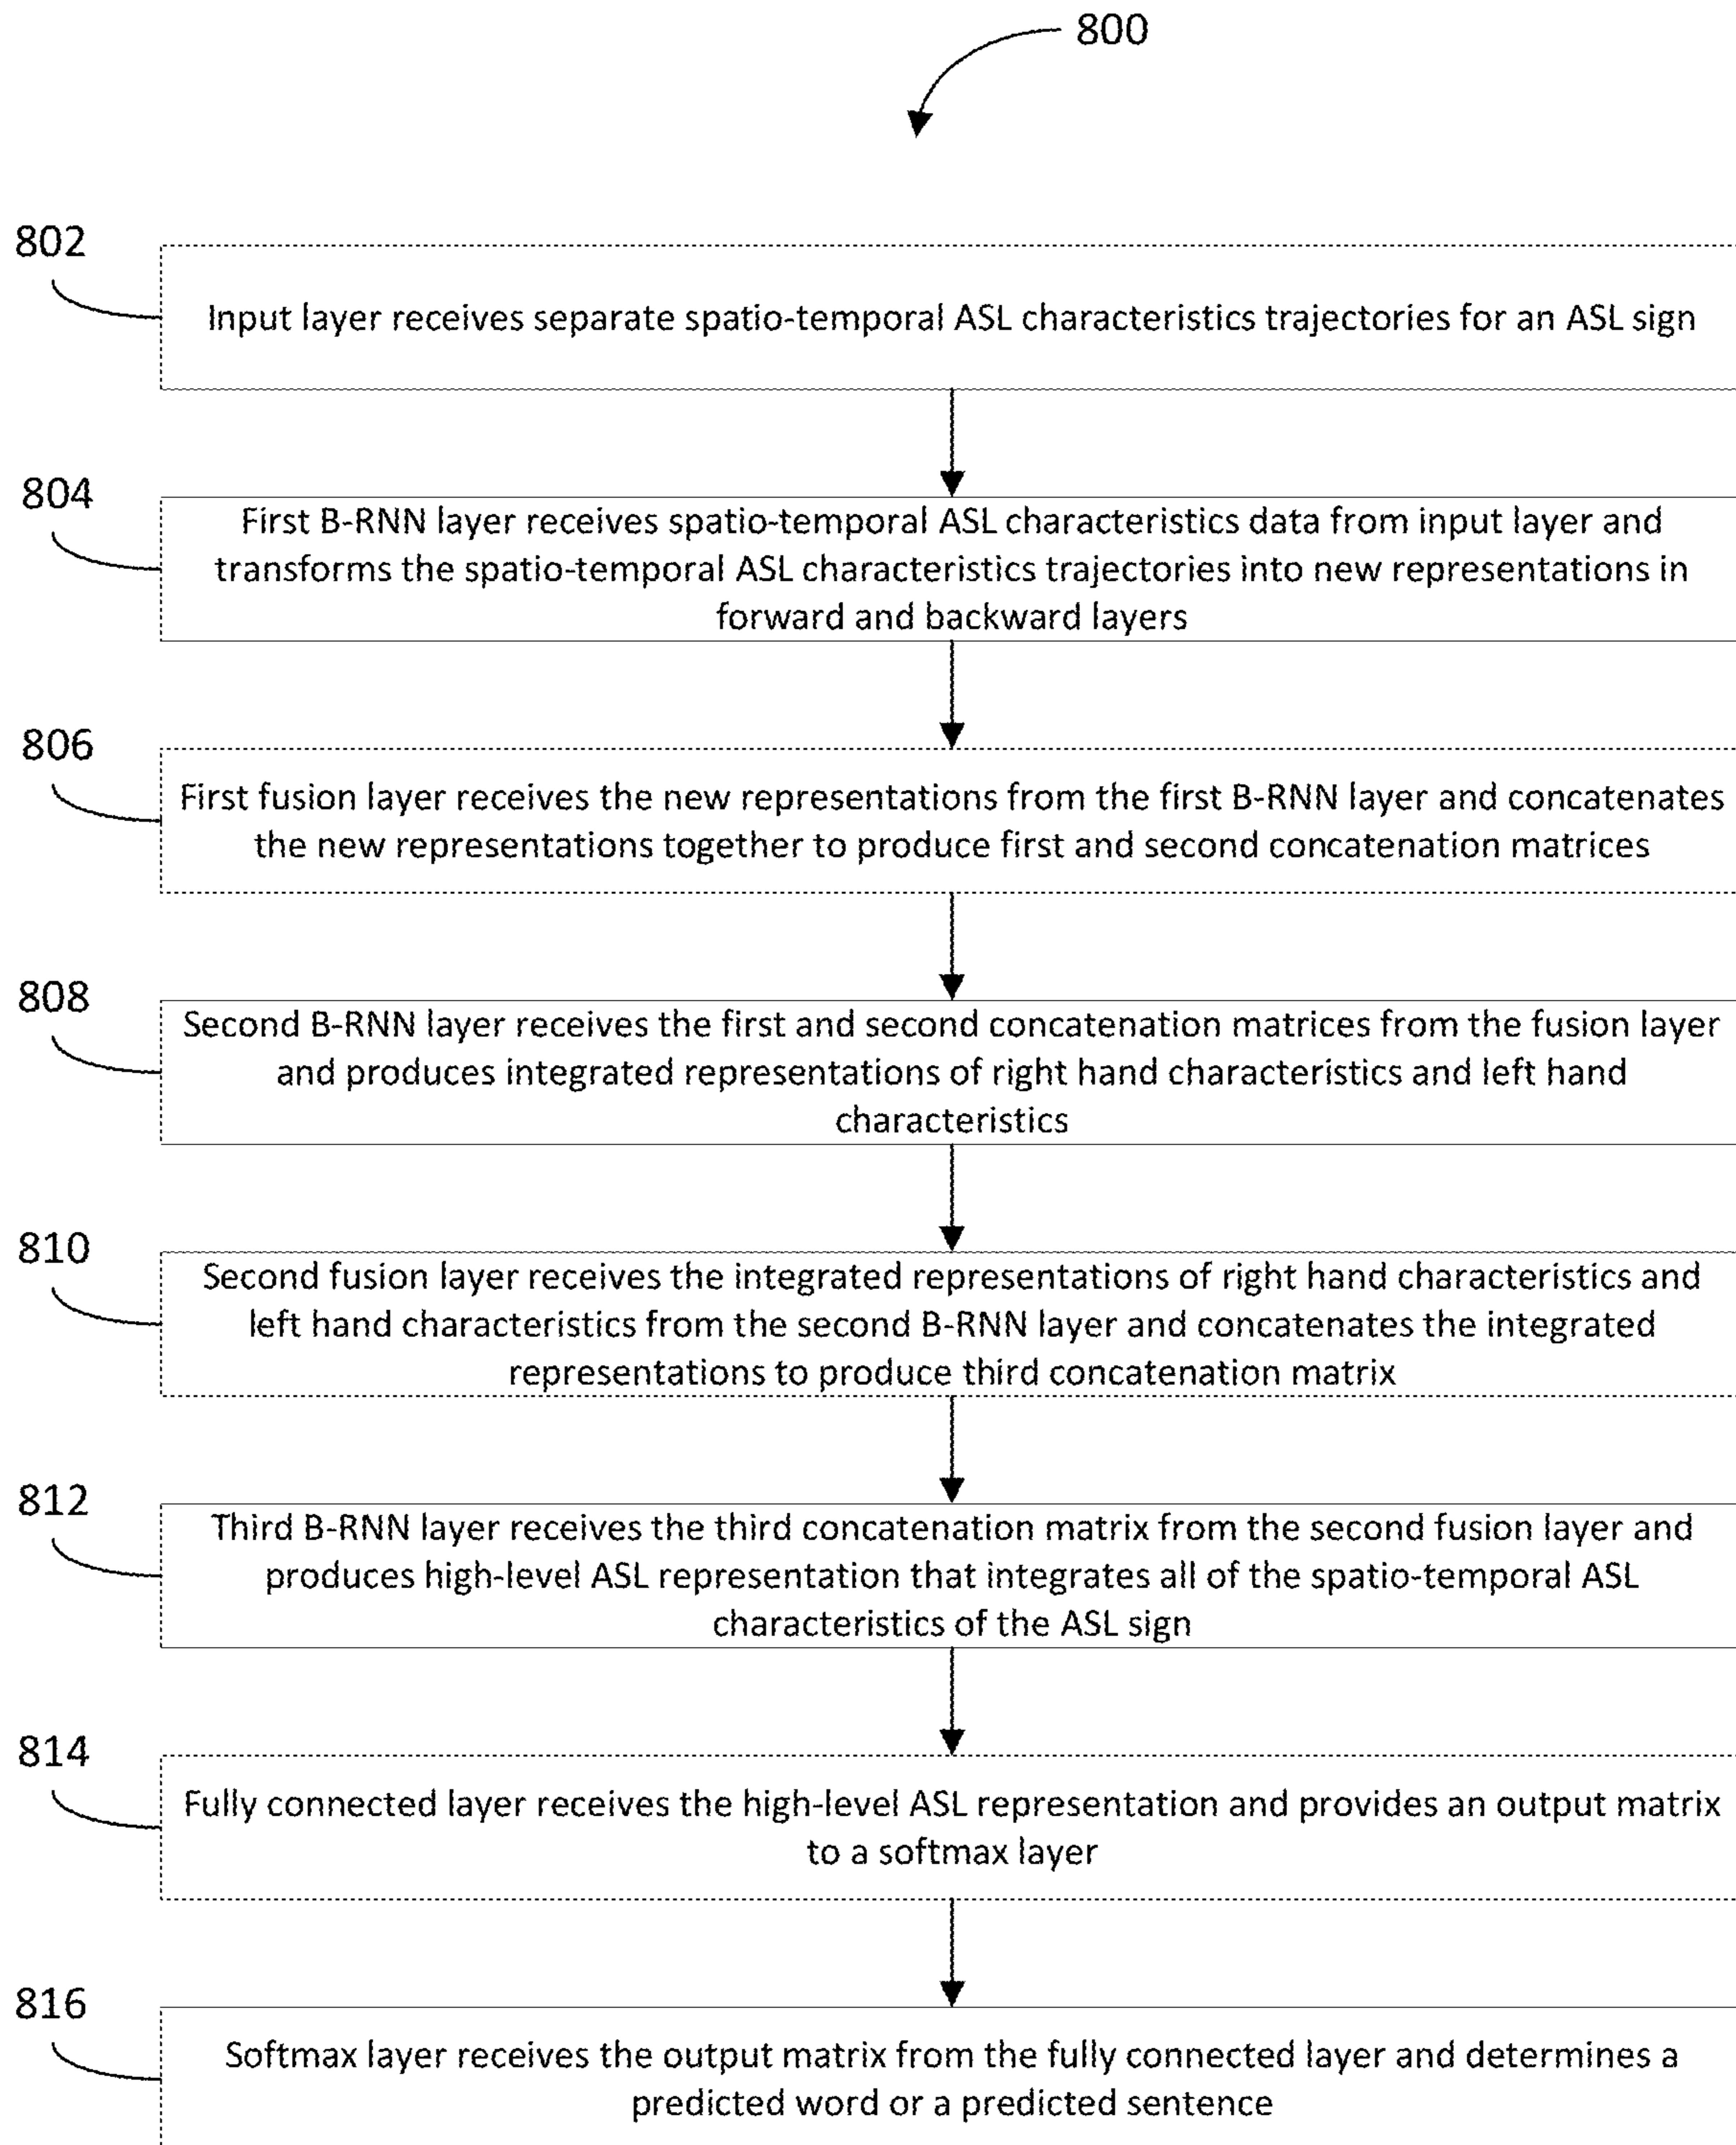 800
802
Input layer receives separate spatio-temporal ASL characteristics trajectories for an ASL sign
804
First B-RNN layer receives spatio-temporal ASL characteristics data from input layer and
transforms the spatio-temporal ASL characteristics trajectories into new representations in
forward and backward layers
806
First fusion layer receives the new representations from the first B-RNN layer and concatenates
the new representations together to produce first and second concatenation matrices
808
Second B-RNN layer receives the first and second concatenation matrices from the fusion layer
and produces integrated representations of right hand characteristics and left hand
characteristics
810
Second fusion layer receives the integrated representations of right hand characteristics and
left hand characteristics from the second B-RNN layer and concatenates the integrated
representations to produce third concatenation matrix
812
Third B-RNN layer receives the third concatenation matrix from the second fusion layer and
produces high-level ASL representation that integrates all of the spatio-temporal ASL
characteristics of the ASL sign
814
Fully connected layer receives the high-level ASL representation and provides an output matrix
to a softmax layer
816
Softmax layer receives the output matrix from the fully connected layer and determines a
predicted word or a predicted sentence